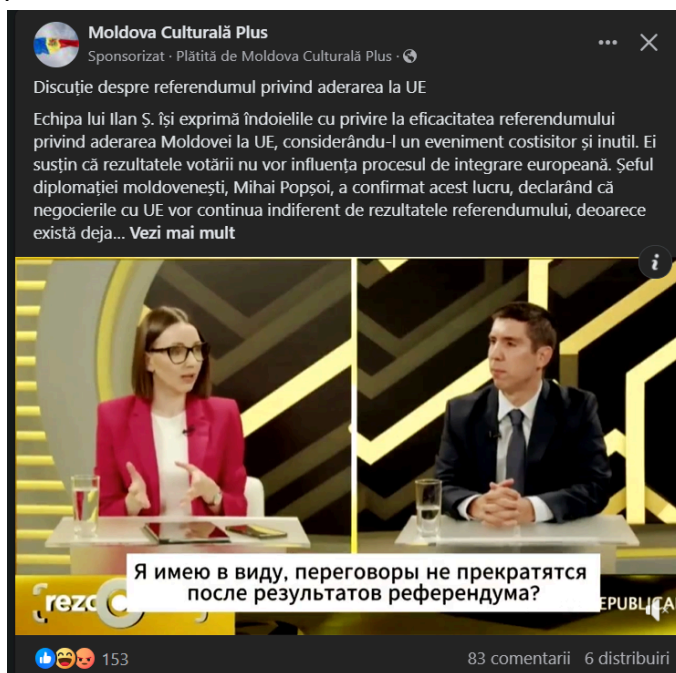 Moldova Culturală Plus
Sponsorizat · Plătită de Moldova Culturală Plus ·
Discuție despre referendumul privind aderarea la UE
Echipa lui Ilan Ș. își exprimă îndoielile cu privire la eficacitatea referendumului
privind aderarea Moldovei la UE, considerându-l un eveniment costisitor și inutil. Ei
susțin că rezultatele votării nu vor influența procesul de integrare europeană. Șeful
diplomației moldovenești, Mihai Popșoi, a confirmat acest lucru, declarând că
negocierile cu UE vor continua indiferent de rezultatele referendumului, deoarece
există deja... Vezi mai mult
Я имею в виду, переговоры не прекратятся
после результатов референдума?
rezo
EPUBLICA
153
83 comentarii 6 distribuiri